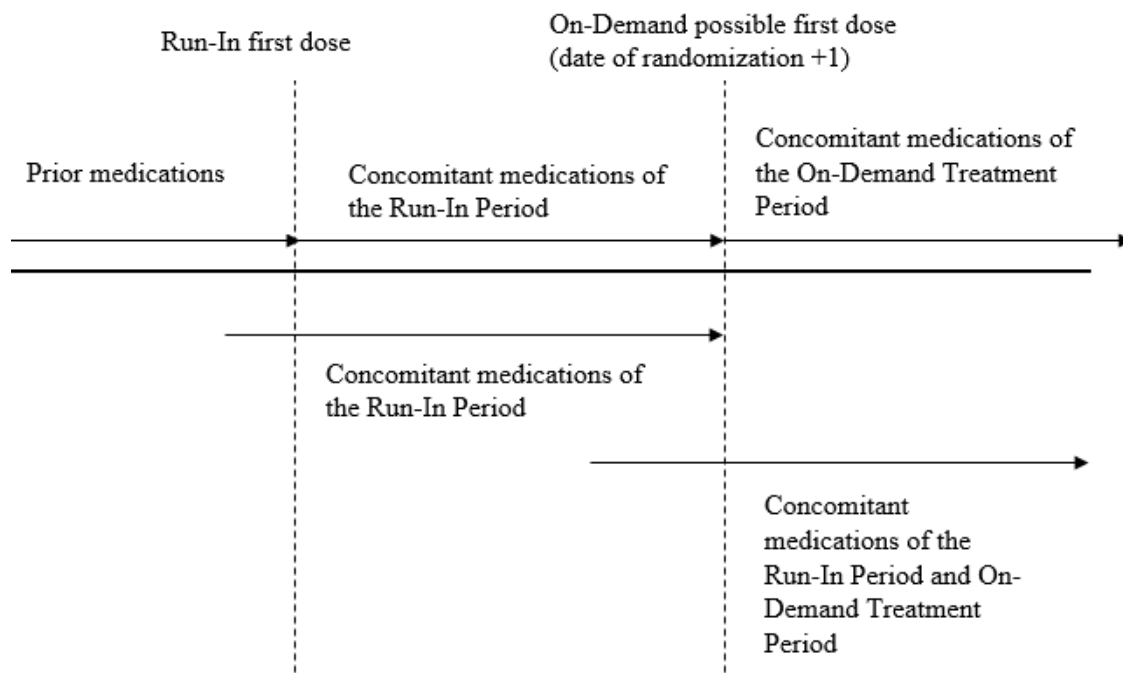 Run-In first dose
On-Demand possible first dose
(date of randomization +1)
Prior medications
Concomitant medications of
the Run-In Period
Concomitant medications of
the On-Demand Treatment
Period
Concomitant medications of
the Run-In Period
Concomitant
medications of the
Run-In Period and On-
Demand Treatment
Period